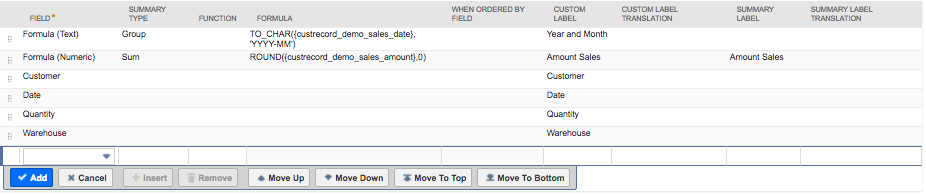 FIELD * SUMMARY TYPE FUNCTION FORMULA WHEN ORDERED BY FIELD CUSTOM LABEL CUSTOM LABEL TRANSLATION SUMMARY LABEL SUMMARY LABEL TRANSLATION
Formula (Text) Group TO_CHAR({custrecord_demo_sales_date}, 'YYYY-MM') Year and Month
Formula (Numeric) Sum ROUND({custrecord_demo_sales_amount},0) Amount Sales Amount Sales
Customer Customer
Date Date
Quantity Quantity
Warehouse Warehouse
Add Cancel Insert Remove Move Up Move Down Move To Top Move To Bottom